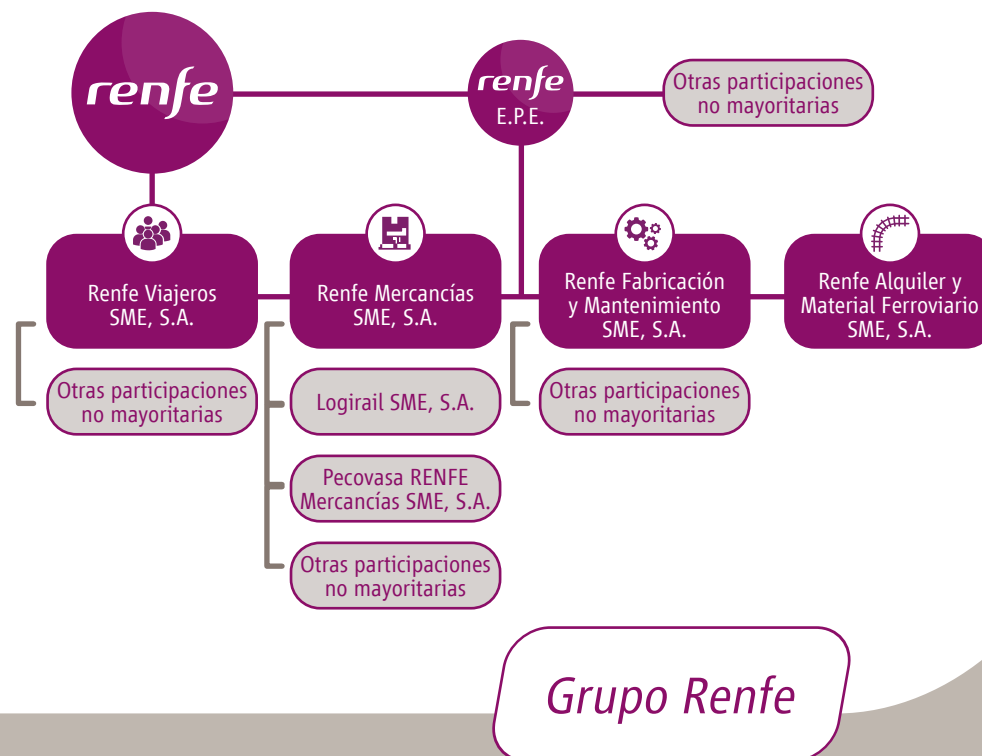 renfe
renfe
E.P.E.
Otras participaciones
no mayoritarias
Renfe Viajeros
SME, S.A.
Renfe Mercancías
SME, S.A.
Renfe Fabricación
y Mantenimiento
SME, S.A.
Renfe Alquiler y
Material Ferroviario
SME, S.A.
Otras participaciones
no mayoritarias
Logirail SME, S.A.
Pecovasa RENFE
Mercancías SME, S.A.
Otras participaciones
no mayoritarias
Otras participaciones
no mayoritarias
Grupo Renfe